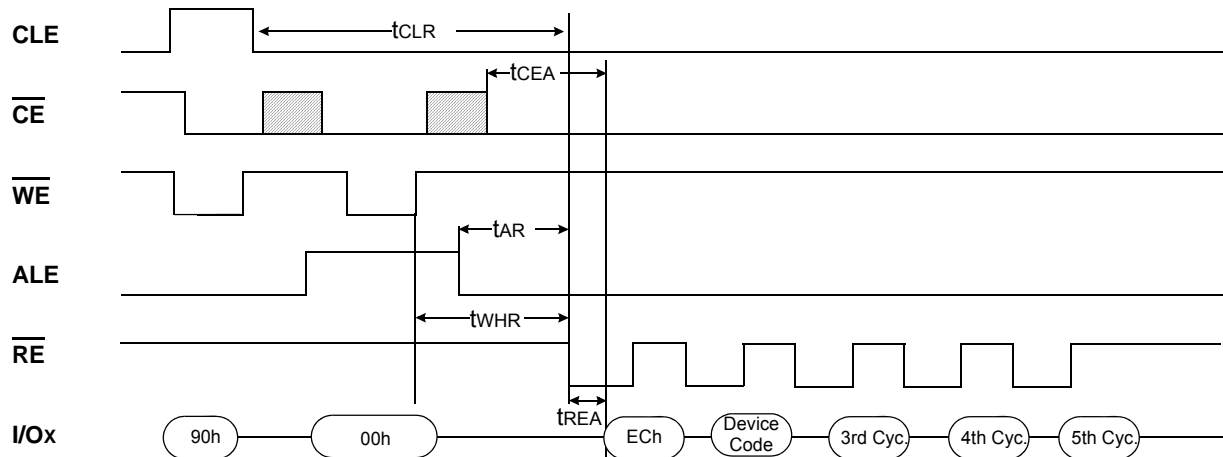 CLE
tCLR
tCEA
CE
WE
tAR
ALE
tWHR
RE
tREA
I/Ox
90h
00h
ECh
Device
Code
3rd Cyc.
4th Cyc.
5th Cyc.